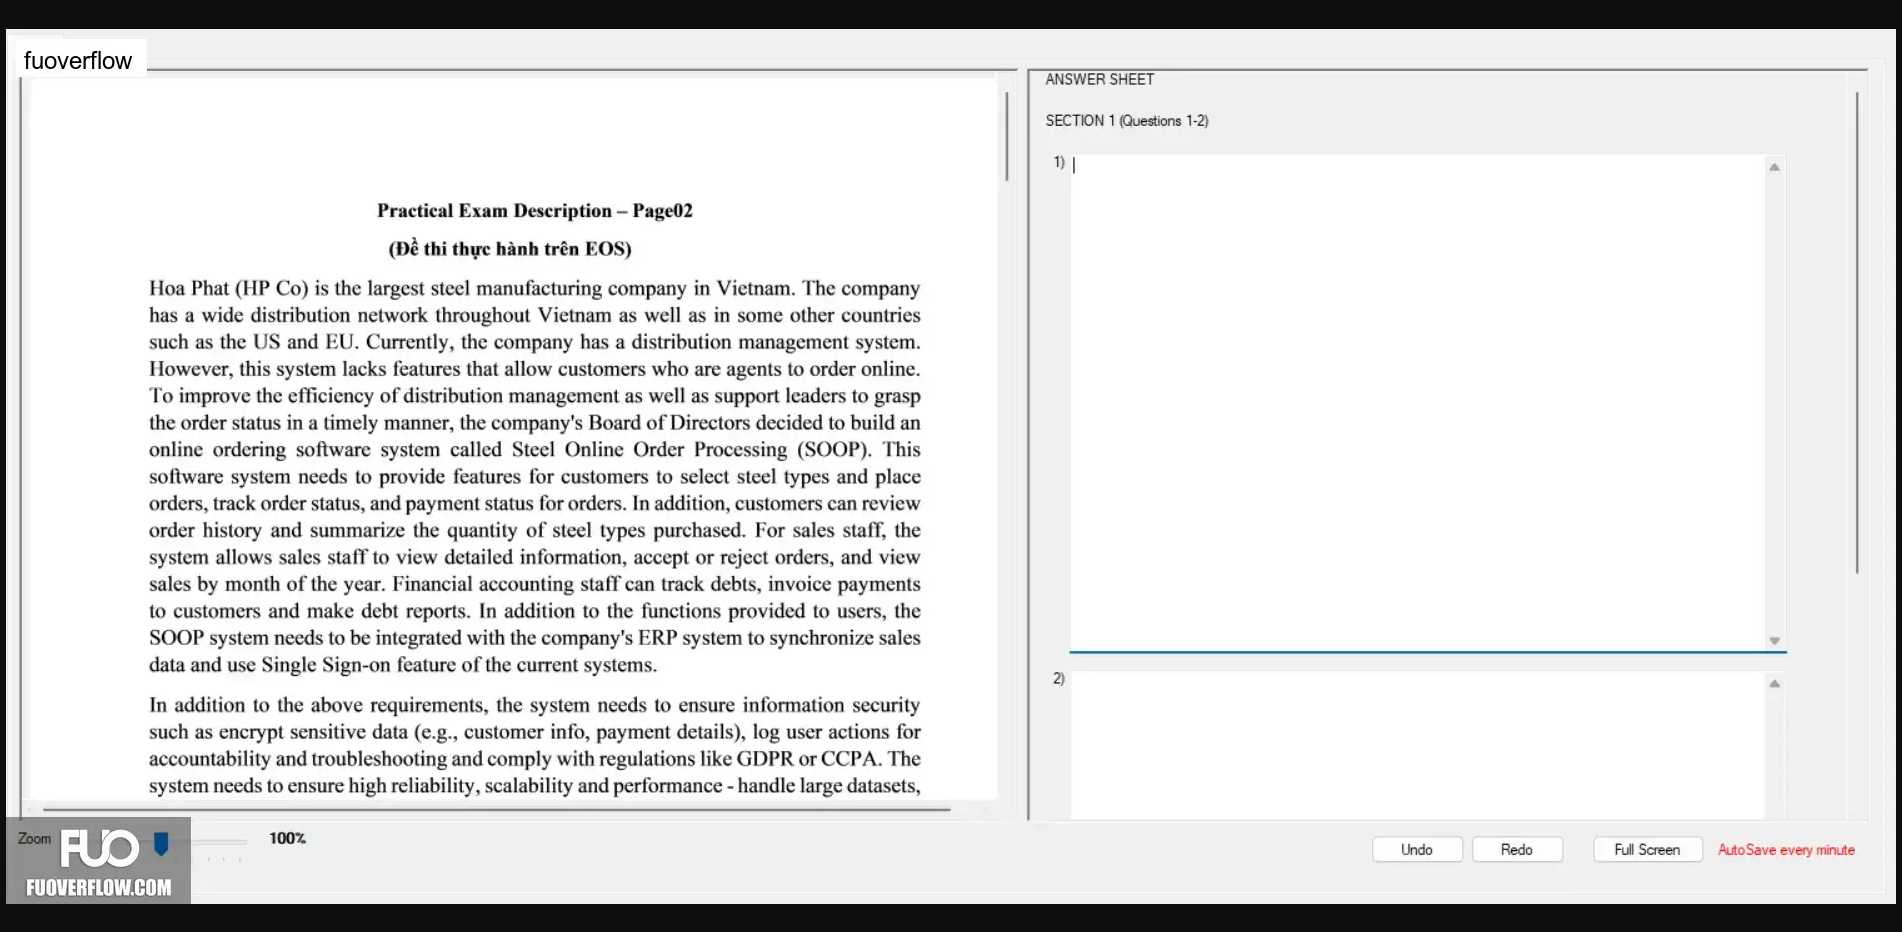 fuoverflow
Practical Exam Description – Page02
(Đề thi thực hành trên EOS)
Hoa Phat (HP Co) is the largest steel manufacturing company in Vietnam. The company
has a wide distribution network throughout Vietnam as well as in some other countries
such as the US and EU. Currently, the company has a distribution management system.
However, this system lacks features that allow customers who are agents to order online.
To improve the efficiency of distribution management as well as support leaders to grasp
the order status in a timely manner, the company's Board of Directors decided to build an
online ordering software system called Steel Online Order Processing (SOOP). This
software system needs to provide features for customers to select steel types and place
orders, track order status, and payment status for orders. In addition, customers can review
order history and summarize the quantity of steel types purchased. For sales staff, the
system allows sales staff to view detailed information, accept or reject orders, and view
sales by month of the year. Financial accounting staff can track debts, invoice payments
to customers and make debt reports. In addition to the functions provided to users, the
SOOP system needs to be integrated with the company's ERP system to synchronize sales
data and use Single Sign-on feature of the current systems.
In addition to the above requirements, the system needs to ensure information security
such as encrypt sensitive data (e.g., customer info, payment details), log user actions for
accountability and troubleshooting and comply with regulations like GDPR or CCPA. The
system needs to ensure high reliability, scalability and performance - handle large datasets,
ANSWER SHEET
SECTION 1 (Questions 1-2)
1)
2)
Zoom
100%
FUO
FUOVERFLOW.COM
Undo
Redo
Full Screen
AutoSave every minute